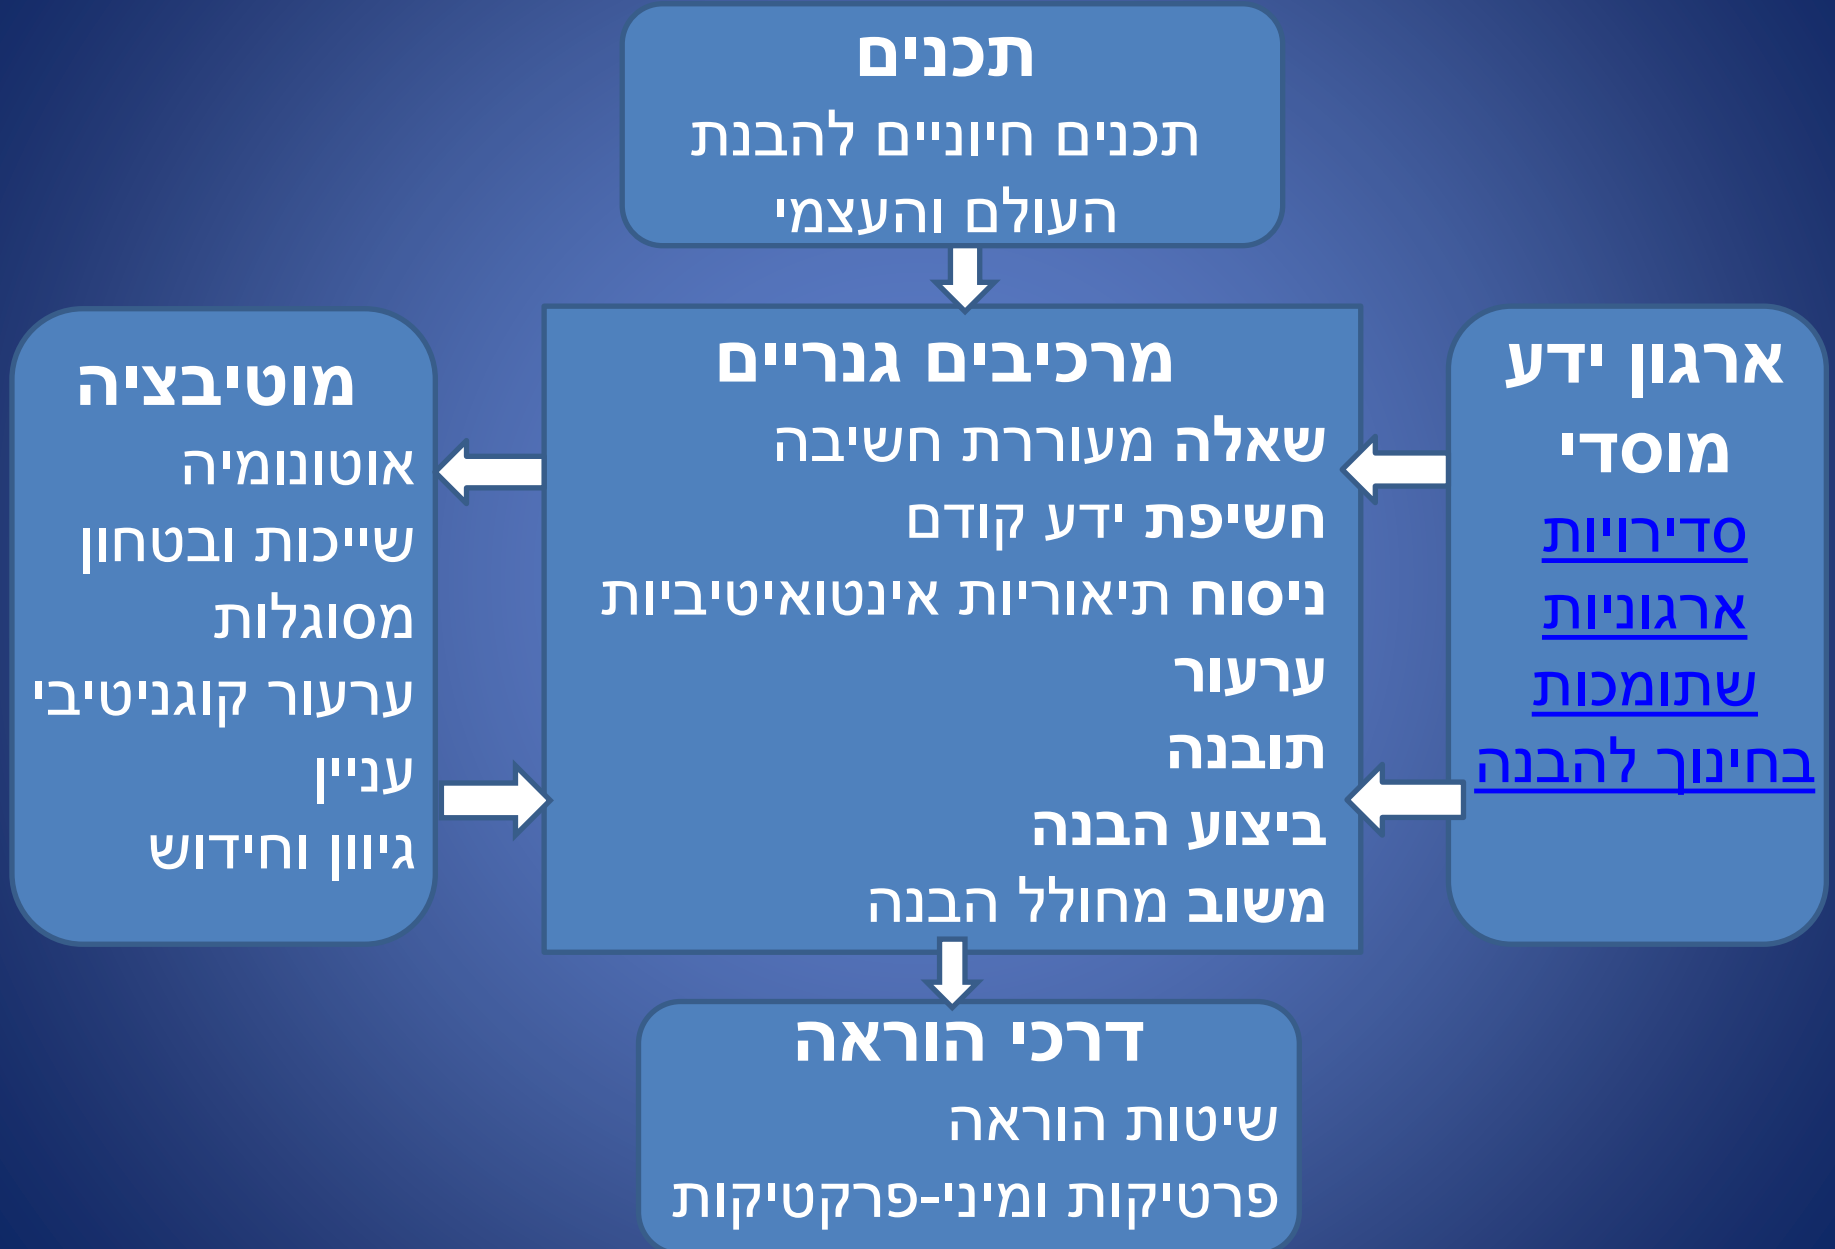 תכנים
תכנים חיוניים להבנת
העולם והעצמי
ארגון ידע
מוסדי
סדירויות
ארגוניות
שתומכות
בחינוך להבנה
מרכיבים גנריים
שאלה מעוררת חשיבה
חשיפת ידע קודם
ניסוח תיאוריות אינטואיטיביות
ערעור
תובנה
ביצוע הבנה
משוב מחולל הבנה
מוטיבציה
אוטונומיה
שייכות ובטחון
מסוגלות
ערעור קוגניטיבי
עניין
גיוון וחידוש
דרכי הוראה
שיטות הוראה
פרטיקות ומיני-פרקטיקות